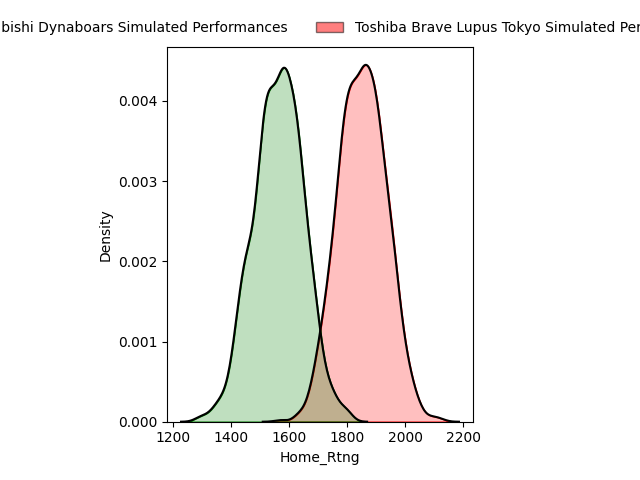 bishi Dynaboars Simulated Performances
Toshiba Brave Lupus Tokyo Simulated Per
0.004
0.003
0.002
0.001
0.000
Density
1200 1400 1600 1800 2000 2200
Home_Rtng